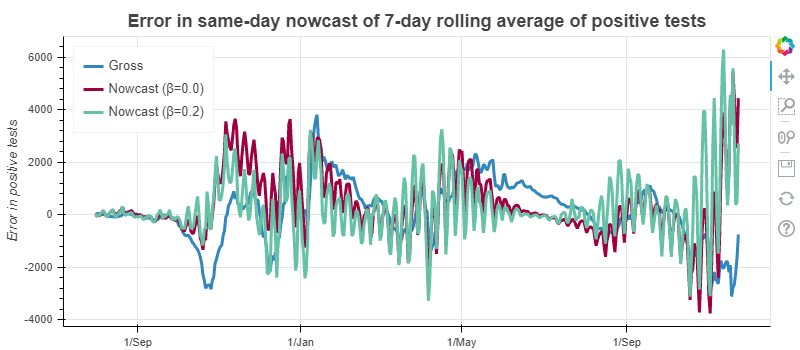 Error in same-day nowcast of 7-day rolling average of positive tests
Error in positive tests
6000
4000
2000
0
-2000
-4000
Gross
Nowcast (β=0.0)
Nowcast (β=0.2)
1/Sep
1/Jan
1/May
1/Sep